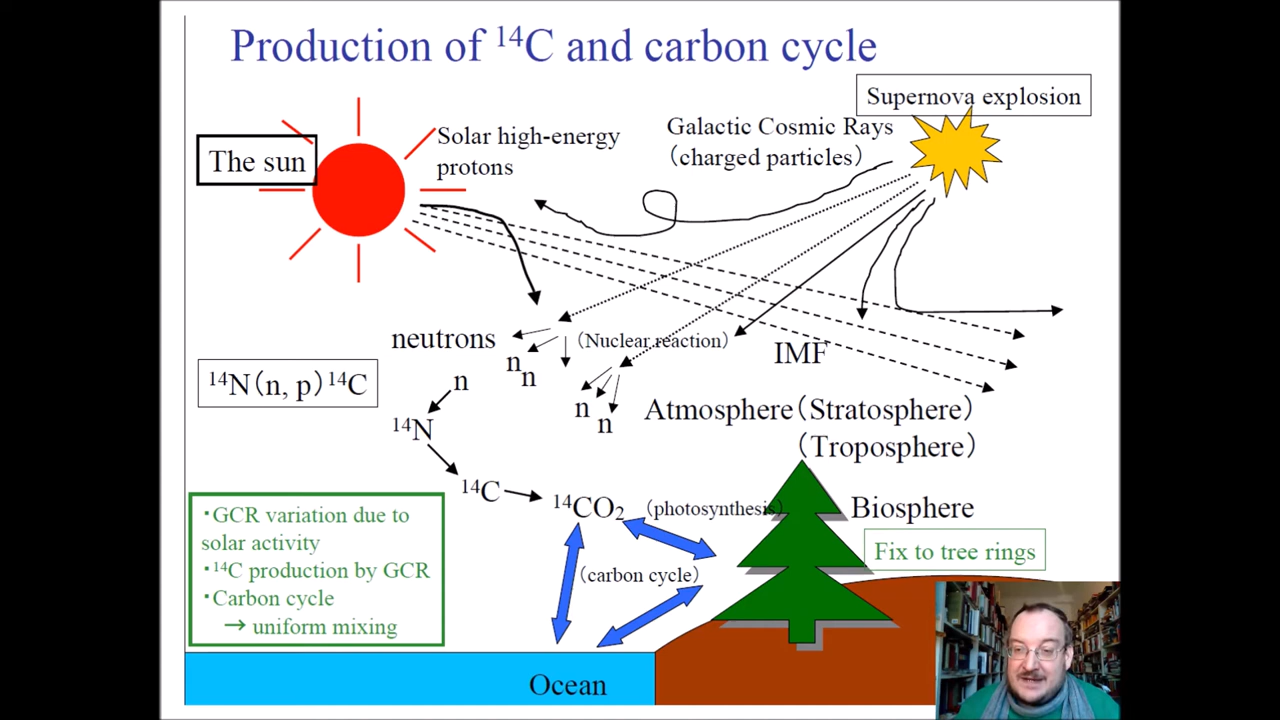 Production of ¹⁴C and carbon cycle
Supernova explosion
The sun
Solar high-energy
protons
Galactic Cosmic Rays
(charged particles)
neutrons
(Nuclear reaction)
IMF
n
n
¹⁴N(n, p)¹⁴C
n
n
n
Atmosphere(Stratosphere)
(Troposphere)
¹⁴N
¹⁴C
¹⁴CO₂
(photosynthesis)
Biosphere
Fix to tree rings
(carbon cycle)
・GCR variation due to
solar activity
・¹⁴C production by GCR
・Carbon cycle
→ uniform mixing
Ocean